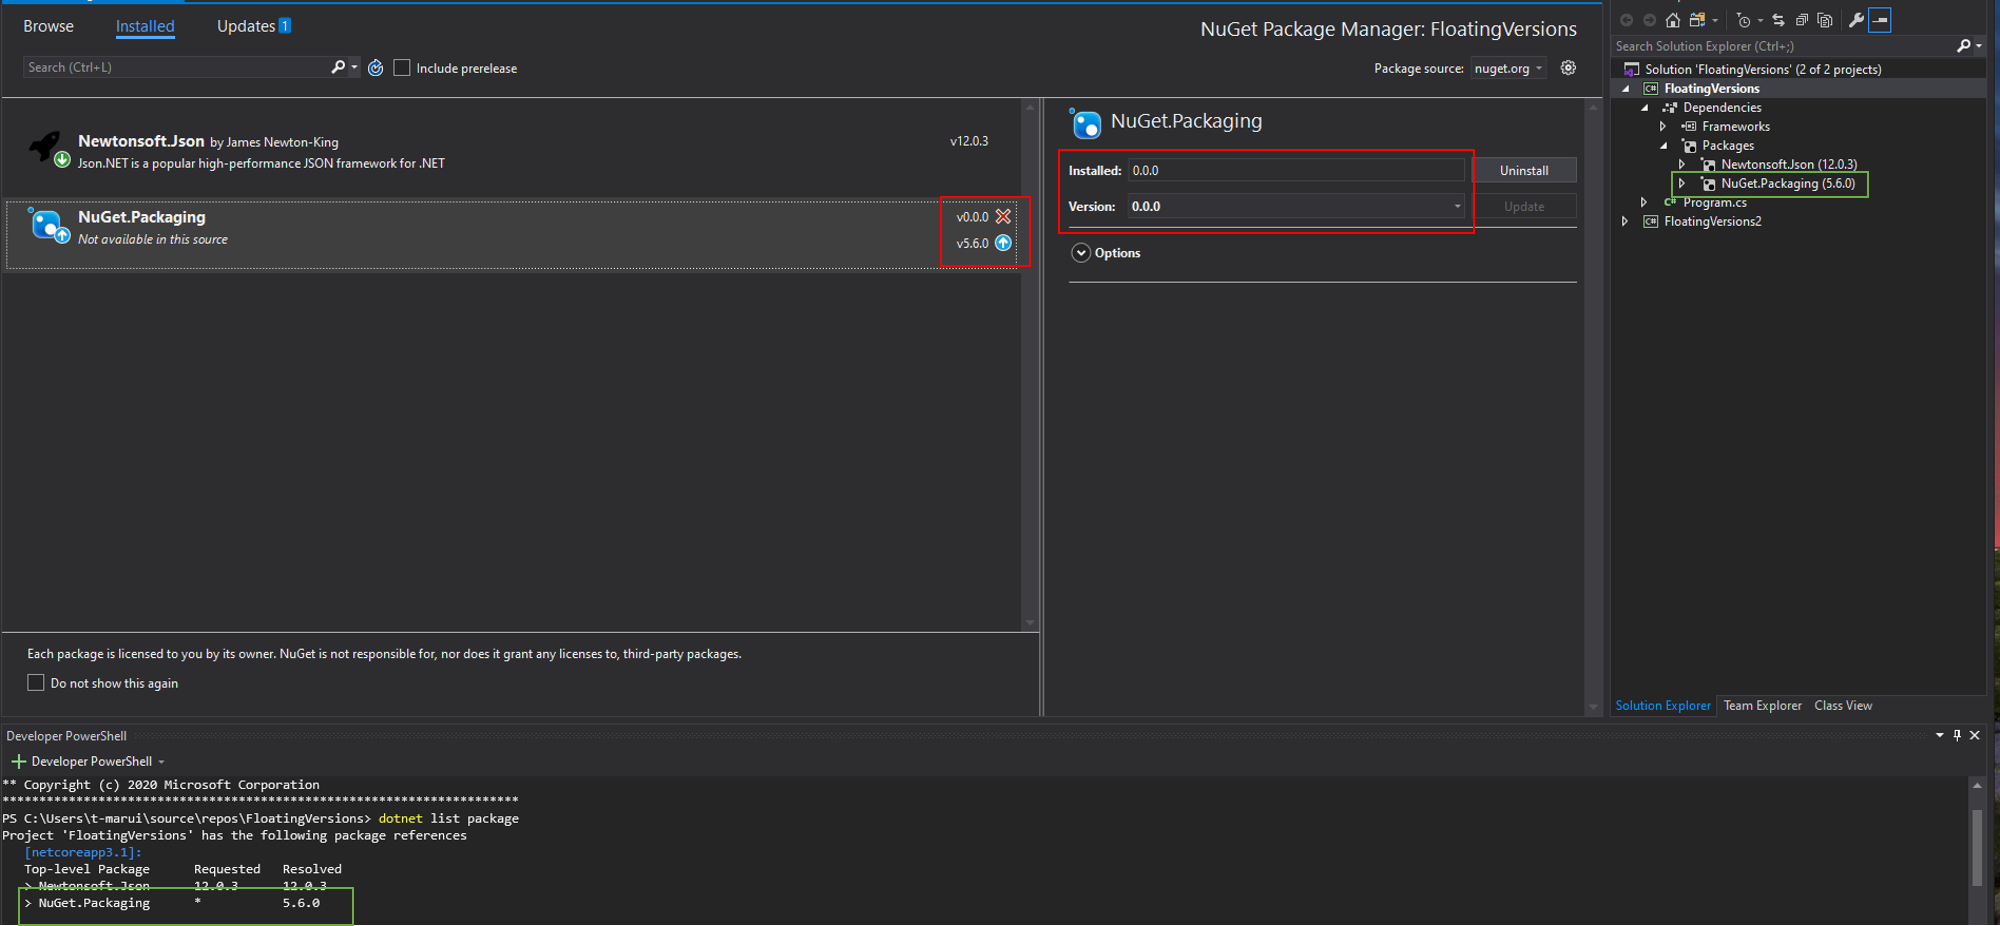 Browse
Installed
Updates 1
NuGet Package Manager: FloatingVersions
Search (Ctrl+L)
Include prerelease
Package source: nuget.org
Newtonsoft.Json by James Newton-King
v12.0.3
Json.NET is a popular high-performance JSON framework for .NET
NuGet.Packaging
v0.0.0
Not available in this source
v5.6.0
Each package is licensed to you by its owner. NuGet is not responsible for, nor does it grant any licenses to, third-party packages.
Do not show this again
NuGet.Packaging
Installed: 0.0.0
Uninstall
Version: 0.0.0
Update
Options
Search Solution Explorer (Ctrl+;)
Solution 'FloatingVersions' (2 of 2 projects)
C# FloatingVersions
Dependencies
Frameworks
Packages
Newtonsoft.Json (12.0.3)
NuGet.Packaging (5.6.0)
C# Program.cs
C# FloatingVersions2
Solution Explorer
Team Explorer
Class View
Developer PowerShell
Developer PowerShell
** Copyright (c) 2020 Microsoft Corporation
**********************************************************************
PS C:\Users\t-marui\source\repos\FloatingVersions> dotnet list package
Project 'FloatingVersions' has the following package references
[netcoreapp3.1]:
Top-level Package Requested Resolved
> Newtonsoft.Json 12.0.3 12.0.3
> NuGet.Packaging * 5.6.0